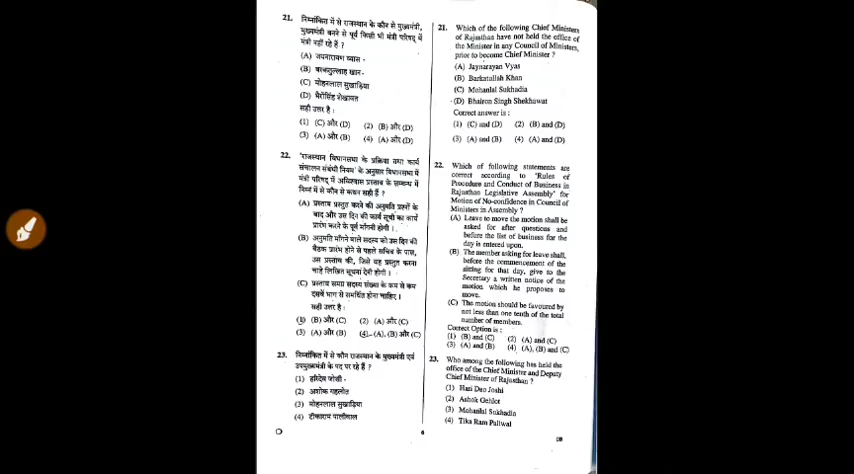 21. निम्नांकित में से राजस्थान के कौन से मुख्यमंत्री,
मुख्यमंत्री बनने से पूर्व किसी भी मंत्री परिषद् में
मंत्री नहीं रहे हैं ?
(A) जयनारायण व्यास
(B) बरकतुल्लाह खान
(C) मोहनलाल सुखाड़िया
(D) भैरोंसिंह शेखावत
सही उत्तर है :
(1) (C) और (D) (2) (B) और (D)
(3) (A) और (B) (4) (A) और (D)
22. 'राजस्थान विधानसभा के प्रक्रिया तथा कार्य
संचालन संबंधी नियम' के अनुसार विधानसभा में
मंत्री परिषद् में अविश्वास प्रस्ताव के सम्बन्ध में
निम्न में से कौन से कथन सही हैं ?
(A) प्रस्ताव प्रस्तुत करने की अनुमति प्रश्नों के
बाद और उस दिन की कार्य सूची का कार्य
प्रारंभ करने के पूर्व माँगनी होगी ।
(B) अनुमति माँगने वाले सदस्य को उस दिन की
बैठक प्रारंभ होने से पहले सचिव के पास,
उस प्रस्ताव की, जिसे वह प्रस्तुत करना
चाहे लिखित सूचना देनी होगी ।
(C) प्रस्ताव समग्र सदस्य संख्या के कम से कम
दसवें भाग से समर्थित होना चाहिए ।
सही उत्तर है :
(1) (B) और (C) (2) (A) और (C)
(3) (A) और (B) (4) (A), (B) और (C)
23. निम्नांकित में से कौन राजस्थान के मुख्यमंत्री एवं
उपमुख्यमंत्री के पद पर रहे हैं ?
(1) हरिदेव जोशी
(2) अशोक गहलोत
(3) मोहनलाल सुखाड़िया
(4) टीकाराम पालीवाल
21. Which of the following Chief Ministers
of Rajasthan have not held the office of
the Minister in any Council of Ministers,
prior to become Chief Minister ?
(A) Jaynarayan Vyas
(B) Barkatullah Khan
(C) Mohanlal Sukhadia
(D) Bhairon Singh Shekhawat
Correct answer is :
(1) (C) and (D) (2) (B) and (D)
(3) (A) and (B) (4) (A) and (D)
22. Which of following statements are
correct according to "Rules of
Procedure and Conduct of Business in
Rajasthan Legislative Assembly" for
Motion of No-confidence in Council of
Ministers in Assembly ?
(A) Leave to move the motion shall be
asked for after questions and
before the list of business for the
day is entered upon.
(B) The member asking for leave shall,
before the commencement of the
sitting for that day, give to the
Secretary a written notice of the
motion which he proposes to
move.
(C) The motion should be favoured by
not less than one tenth of the total
number of members.
Correct Option is :
(1) (B) and (C) (2) (A) and (C)
(3) (A) and (B) (4) (A), (B) and (C)
23. Who among the following has held the
office of the Chief Minister and Deputy
Chief Minister of Rajasthan ?
(1) Hari Deo Joshi
(2) Ashok Gehlot
(3) Mohanlal Sukhadia
(4) Tika Ram Paliwal
6